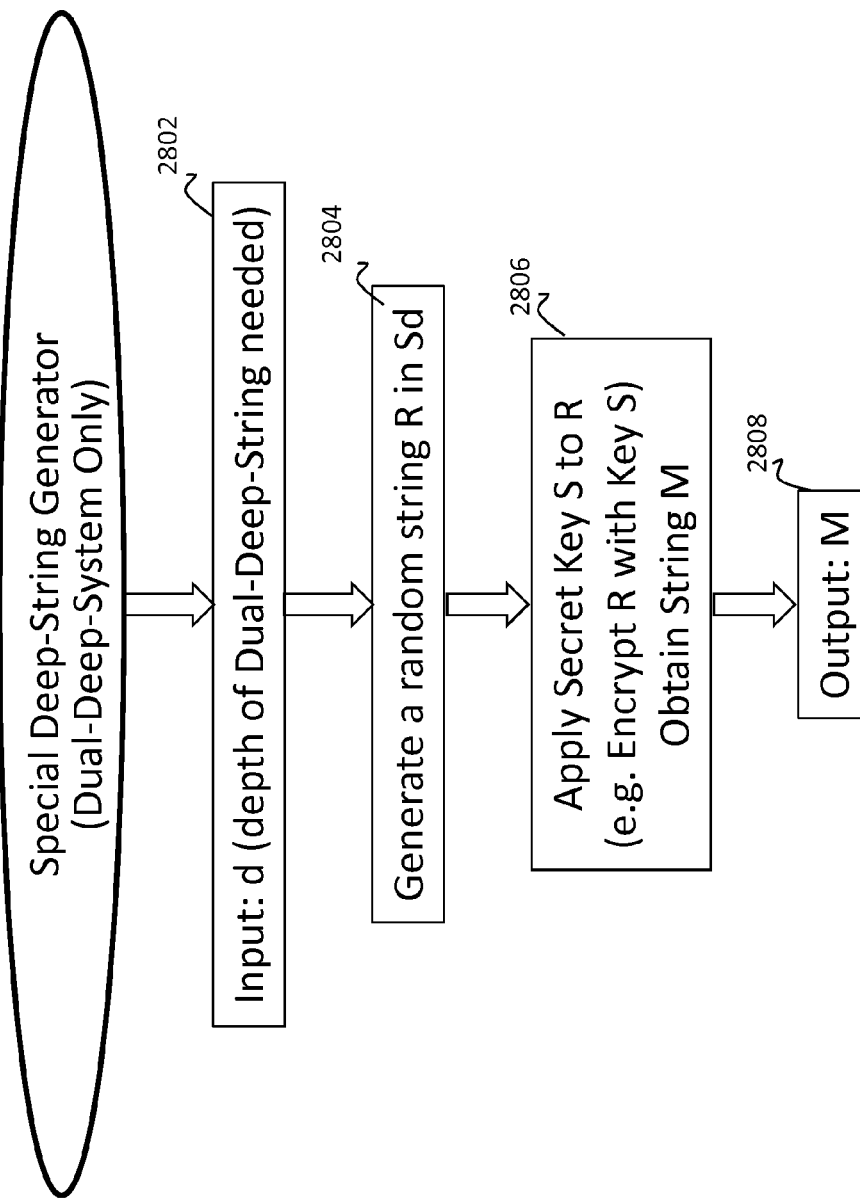 Special Deep-String Generator
(Dual-Deep-System Only)
2802
Input: d (depth of Dual-Deep-String needed)
2804
Generate a random string R in Sd
2806
Apply Secret Key S to R
(e.g. Encrypt R with Key S)
Obtain String M
2808
Output: M